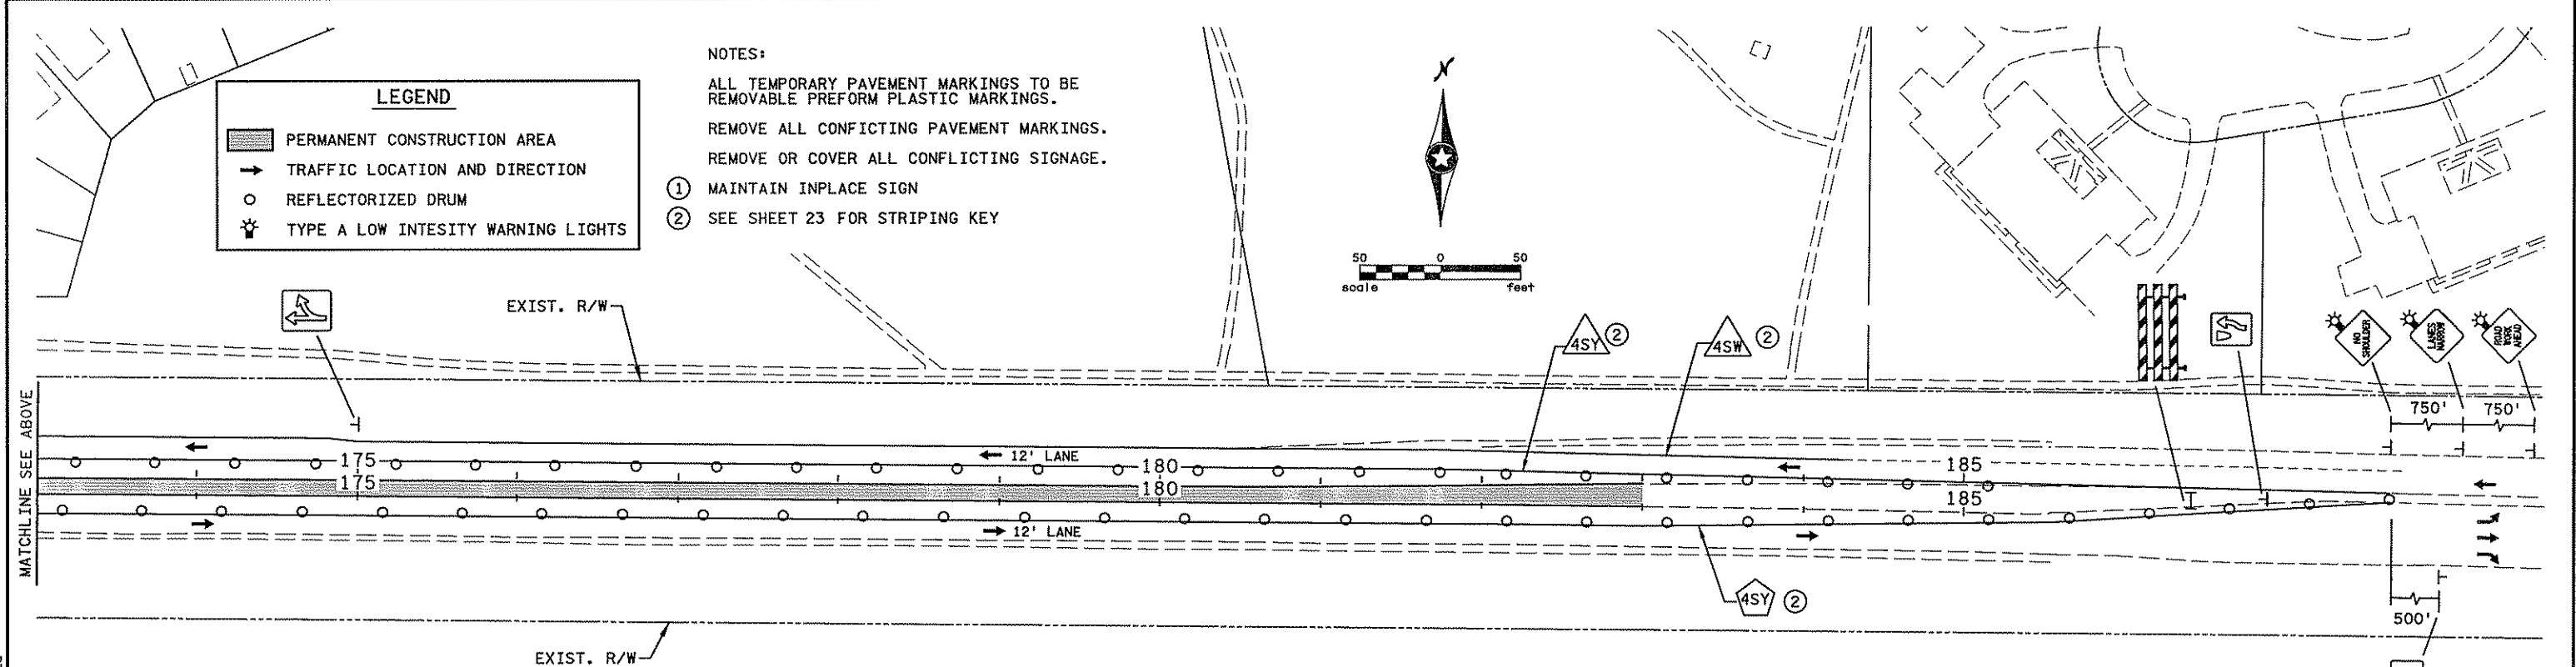 NOTES:
ALL TEMPORARY PAVEMENT MARKINGS TO BE
REMOVABLE PREFORM PLASTIC MARKINGS.
REMOVE ALL CONFICTING PAVEMENT MARKINGS.
REMOVE OR COVER ALL CONFLICTING SIGNAGE.
1 MAINTAIN INPLACE SIGN
2 SEE SHEET 23 FOR STRIPING KEY
LEGEND
PERMANENT CONSTRUCTION AREA
TRAFFIC LOCATION AND DIRECTION
REFLECTORIZED DRUM
TYPE A LOW INTESITY WARNING LIGHTS
N
50 0 50
scale feet
EXIST. R/W
4SY 2
4SW 2
NO
SHOULDER
LANES
NARROW
ROAD
WORK
AHEAD
750' 750'
MATCHLINE SEE ABOVE
175
180
185
12' LANE
175
180
185
12' LANE
4SY 2
500'
EXIST. R/W